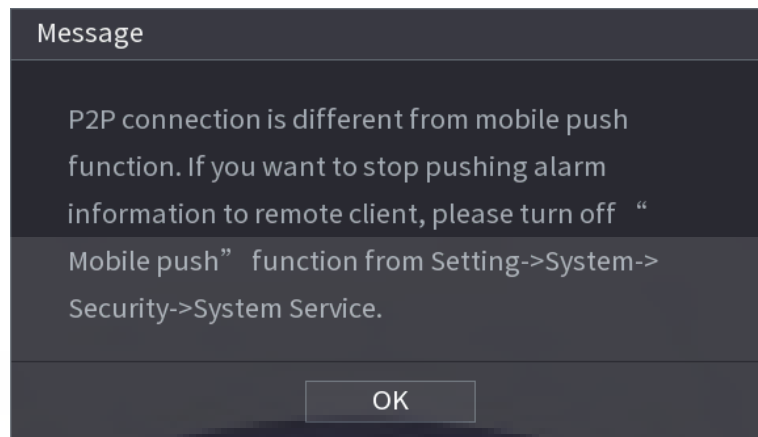 Message
P2P connection is different from mobile push
function. If you want to stop pushing alarm
information to remote client, please turn off “
Mobile push” function from Setting->System->
Security->System Service.
OK